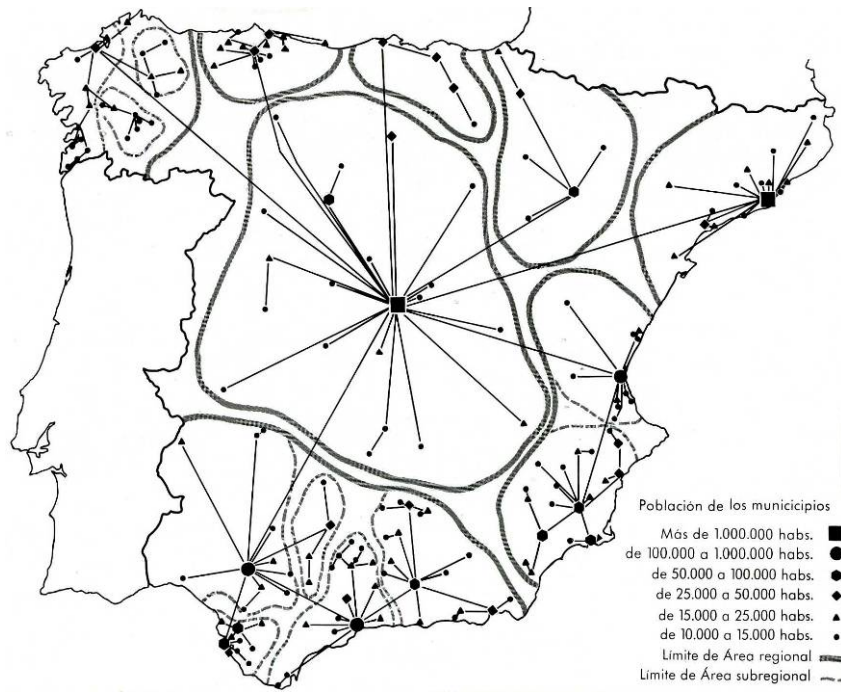 Población de los municicipios
Más de 1.000.000 habs.
de 100.000 a 1.000.000 habs.
de 50.000 a 100.000 habs.
de 25.000 a 50.000 habs.
de 15.000 a 25.000 habs.
de 10.000 a 15.000 habs.
Límite de Área regional
Límite de Área subregional